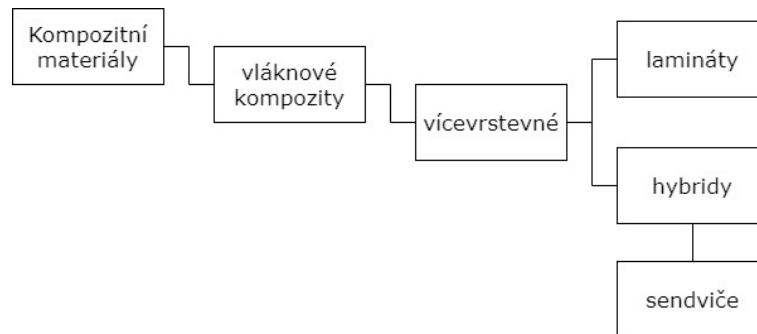 Kompozitní
materiály
vláknové
kompozity
vícevrstevné
lamináty
hybridy
sendviče